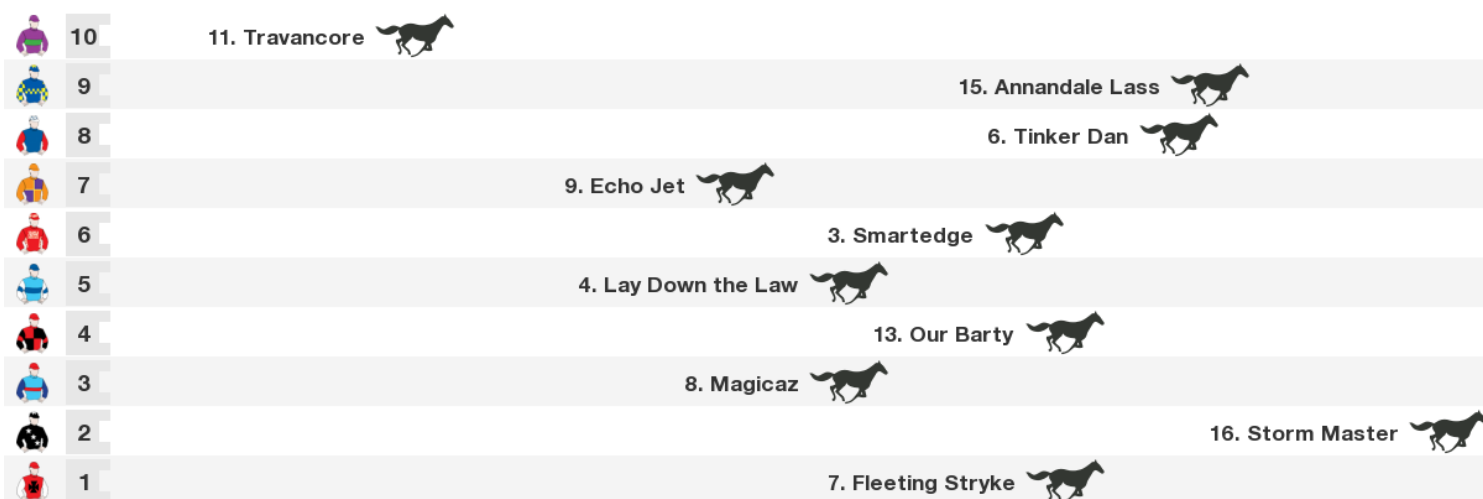 10 11. Travancore
9 15. Annandale Lass
8 6. Tinker Dan
7 9. Echo Jet
6 3. Smartedge
5 4. Lay Down the Law
4 13. Our Barty
3 8. Magicaz
2 16. Storm Master
1 7. Fleeting Stryke